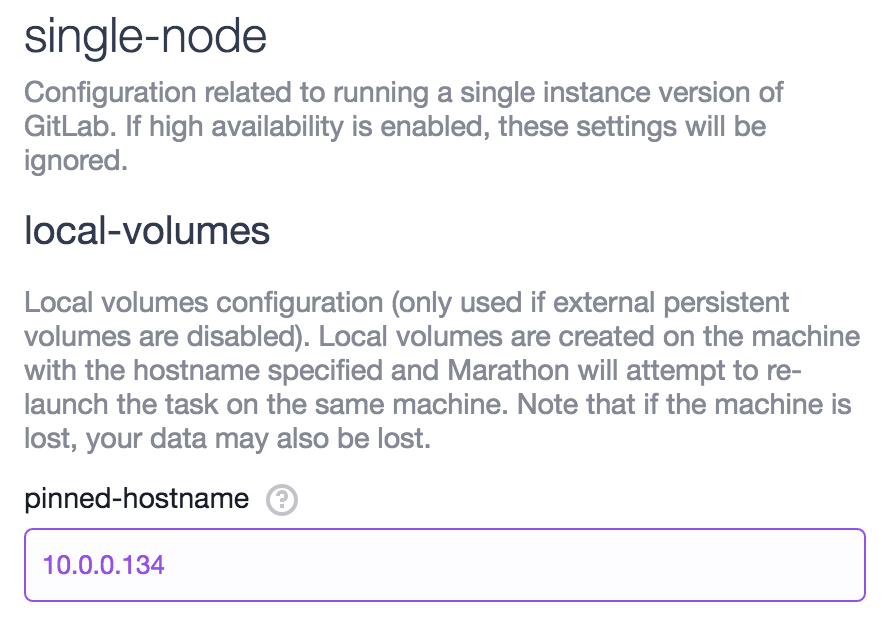 single-node
Configuration related to running a single instance version of
GitLab. If high availability is enabled, these settings will be
ignored.
local-volumes
Local volumes configuration (only used if external persistent
volumes are disabled). Local volumes are created on the machine
with the hostname specified and Marathon will attempt to re-
launch the task on the same machine. Note that if the machine is
lost, your data may also be lost.
pinned-hostname ?
10.0.0.134